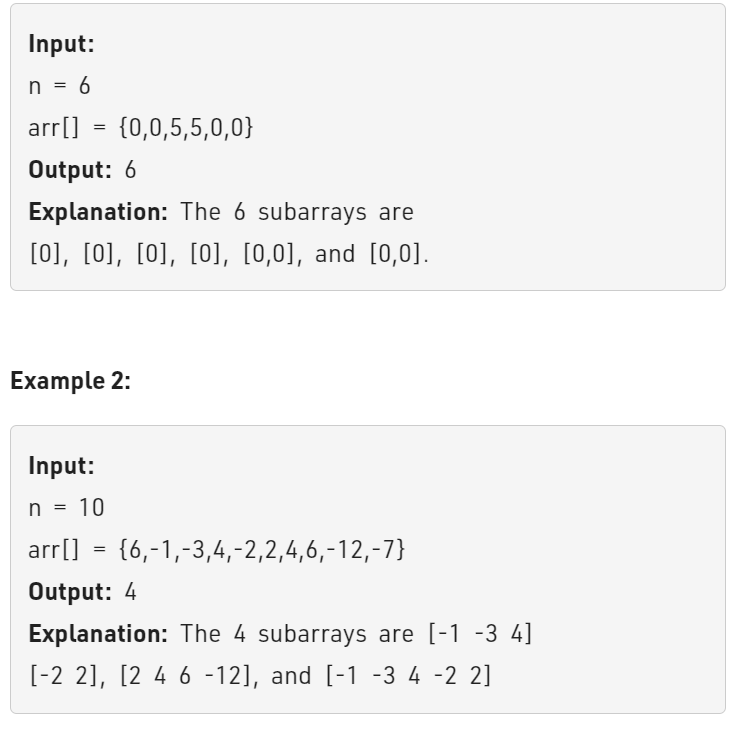 Input:
n = 6
arr[] = {0,0,5,5,0,0}
Output: 6
Explanation: The 6 subarrays are
[0], [0], [0], [0], [0,0], and [0,0].
Example 2:
Input:
n = 10
arr[] = {6,-1,-3,4,-2,2,4,6,-12,-7}
Output: 4
Explanation: The 4 subarrays are [-1 -3 4]
[-2 2], [2 4 6 -12], and [-1 -3 4 -2 2]